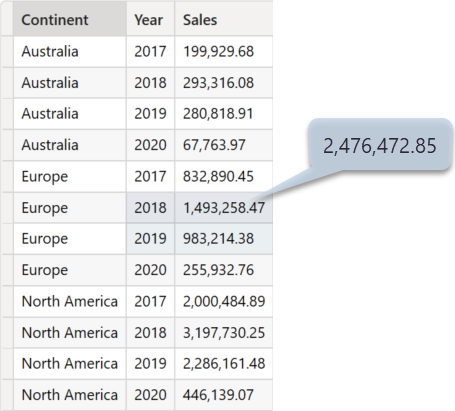 Continent Year Sales
Australia 2017 199,929.68
Australia 2018 293,316.08
Australia 2019 280,818.91
Australia 2020 67,763.97
2,476,472.85
Europe 2017 832,890.45
Europe 2018 1,493,258.47
Europe 2019 983,214.38
Europe 2020 255,932.76
North America 2017 2,000,484.89
North America 2018 3,197,730.25
North America 2019 2,286,161.48
North America 2020 446,139.07